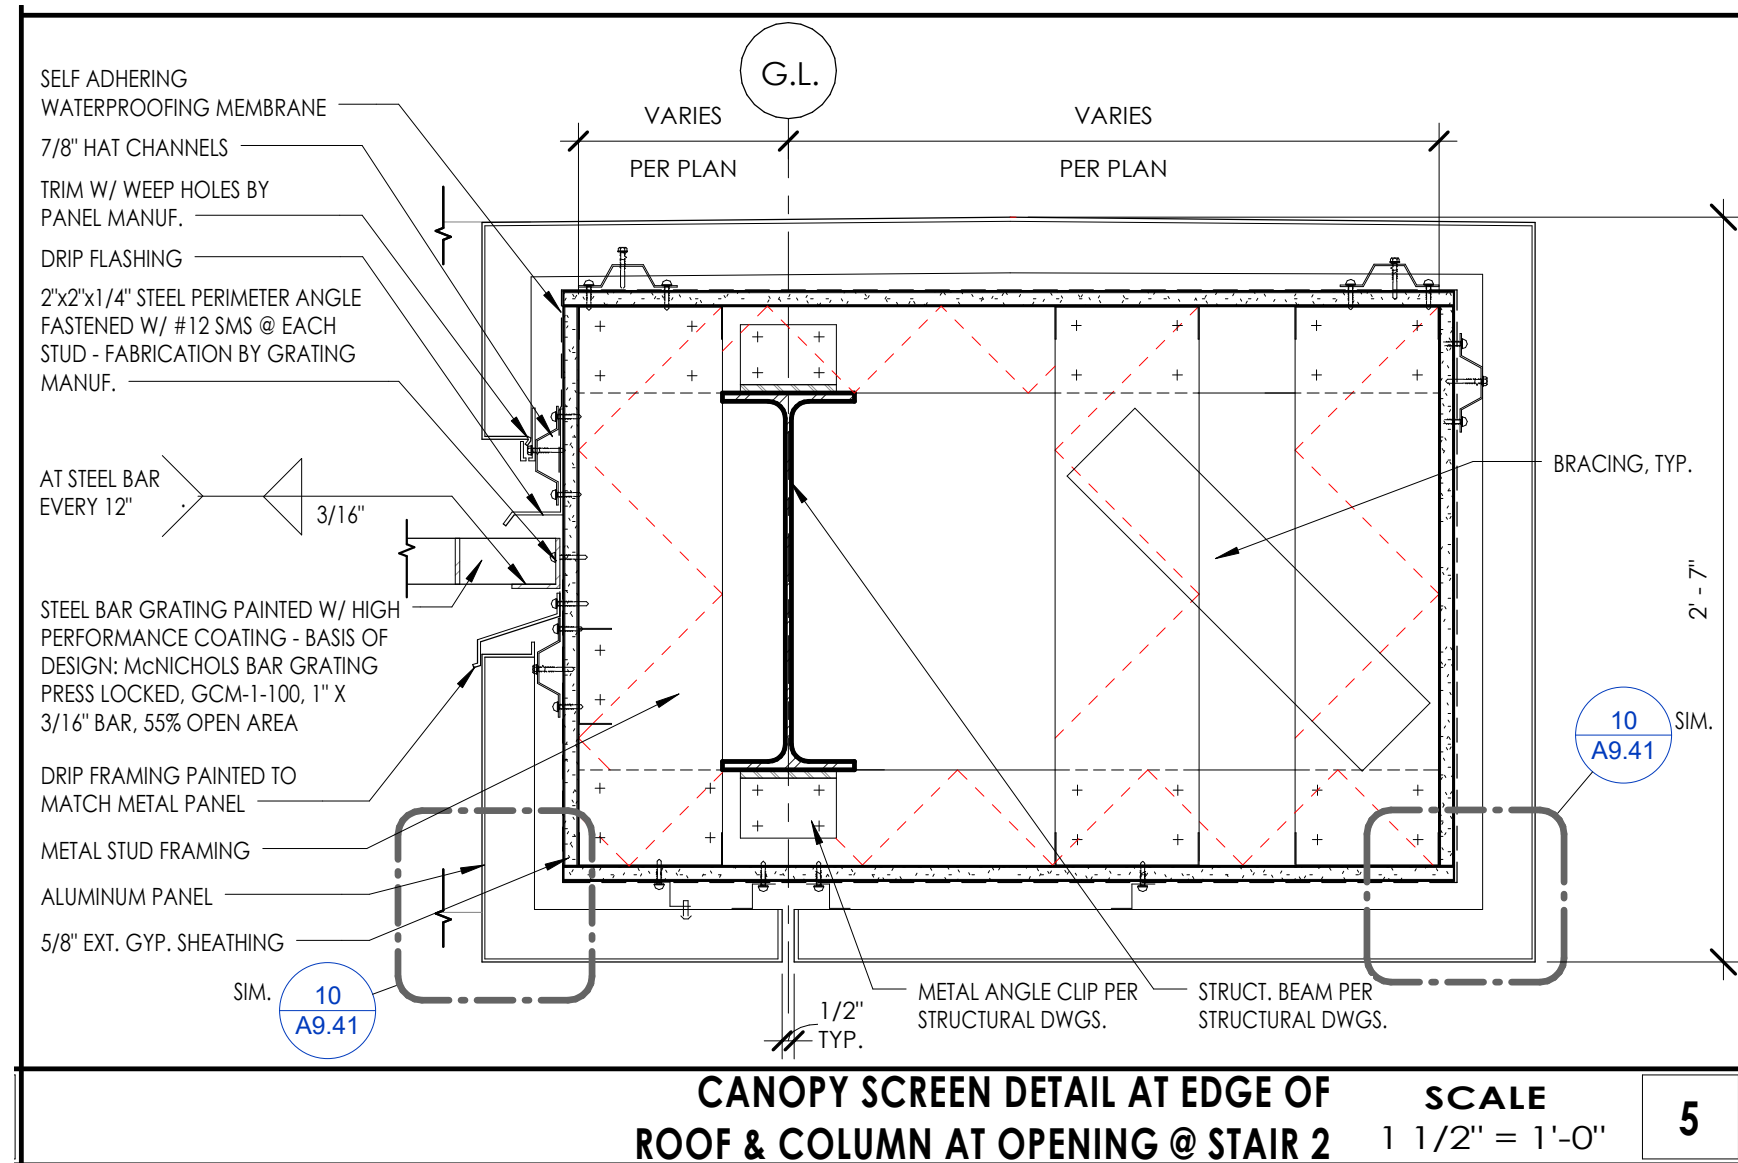 G.L.
VARIES
PER PLAN
VARIES
PER PLAN
SELF ADHERING
WATERPROOFING MEMBRANE
7/8" HAT CHANNELS
TRIM W/ WEEP HOLES BY
PANEL MANUF.
DRIP FLASHING
2"x2"x1/4" STEEL PERIMETER ANGLE
FASTENED W/ #12 SMS @ EACH
STUD - FABRICATION BY GRATING
MANUF.
AT STEEL BAR
EVERY 12"
3/16"
STEEL BAR GRATING PAINTED W/ HIGH
PERFORMANCE COATING - BASIS OF
DESIGN: McNICHOLS BAR GRATING
PRESS LOCKED, GCM-1-100, 1" X
3/16" BAR, 55% OPEN AREA
DRIP FRAMING PAINTED TO
MATCH METAL PANEL
METAL STUD FRAMING
ALUMINUM PANEL
5/8" EXT. GYP. SHEATHING
SIM.
10
A9.41
BRACING, TYP.
2' - 7"
10
A9.41
SIM.
1/2"
TYP.
METAL ANGLE CLIP PER
STRUCTURAL DWGS.
STRUCT. BEAM PER
STRUCTURAL DWGS.
CANOPY SCREEN DETAIL AT EDGE OF
ROOF & COLUMN AT OPENING @ STAIR 2
SCALE
1 1/2" = 1'-0"
5